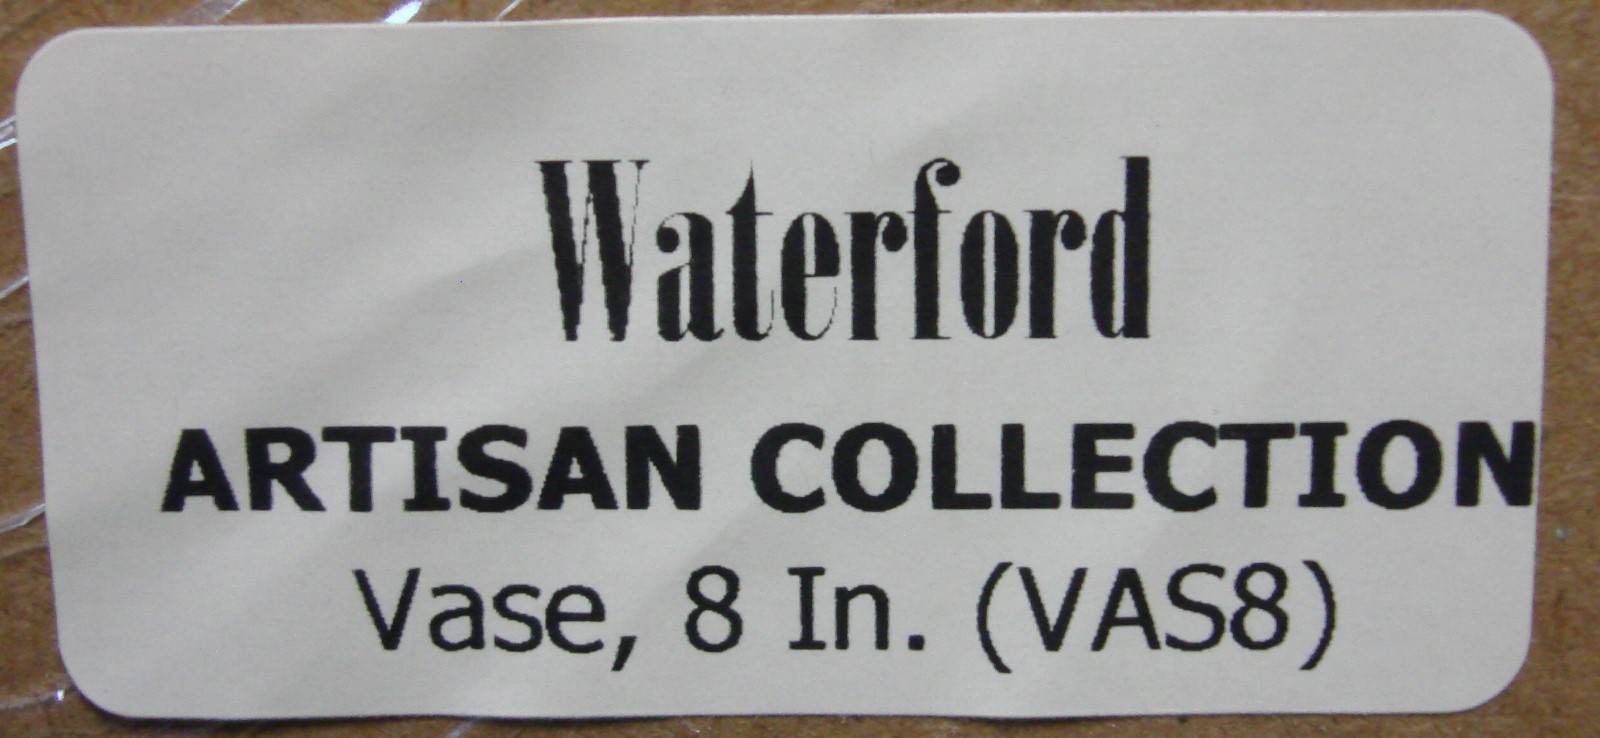 Waterford
ARTISAN COLLECTION
Vase, 8 In. (VAS8)